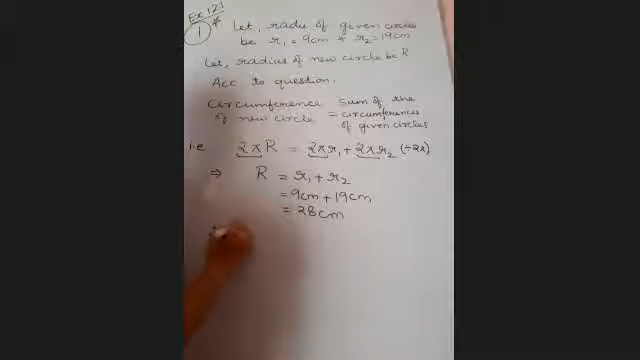 Ex 12.1
1 Let, radii of given circles
be r₁ = 9cm & r₂ = 19cm
Let, radius of new circle be R
Acc to question.
Circumference of new circle = Sum of the circumferences of given circles
i.e 2πR = 2πr₁ + 2πr₂ (÷2π)
⇒ R = r₁ + r₂
= 9cm + 19cm
= 28cm